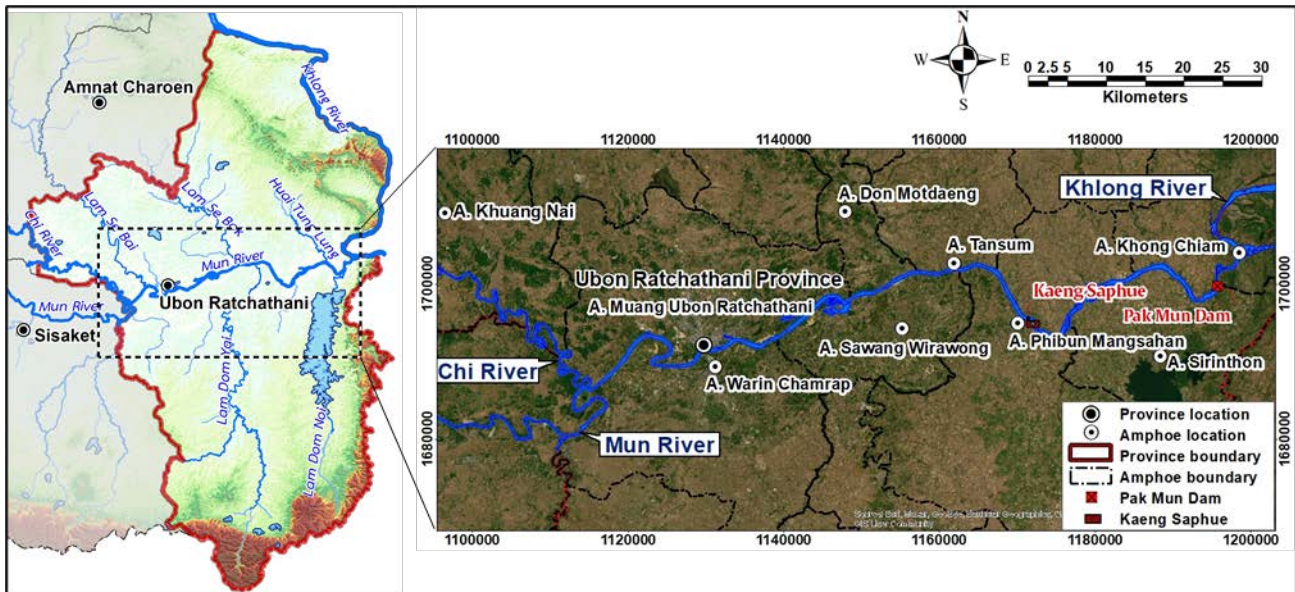 Amnat Charoen
Khlong River
Lam Se Bok
Lam Se Bai
Huai Tung Lung
Chi River
Mun River
Ubon Ratchathani
Mun River
Sisaket
Lam Dom Yai
Lam Dom Noi
N
W
E
S
0 2.5 5 10 15 20 25 30
Kilometers
1100000 1120000 1140000 1160000 1180000 1200000
A. Khuang Nai
A. Don Motdaeng
Khlong River
A. Tansum
A. Khong Chiam
1700000
Ubon Ratchathani Province
A. Muang Ubon Ratchathani
Kaeng Saphue
Pak Mun Dam
1700000
A. Sawang Wirawong
A. Phibun Mangsahan
A. Sirinthon
Chi River
A. Warin Chamrap
Mun River
1680000
1680000
Province location
Amphoe location
Province boundary
Amphoe boundary
Pak Mun Dam
Kaeng Saphue
GIS User Community
1100000 1120000 1140000 1160000 1180000 1200000